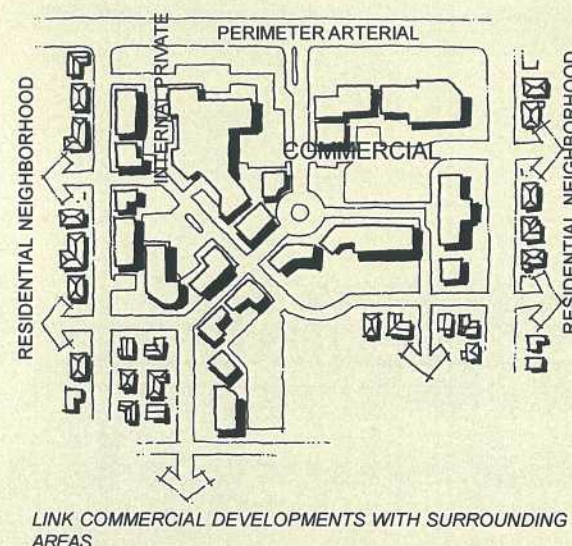 PERIMETER ARTERIAL
INTERNAL PRIVATE
COMMERCIAL
RESIDENTIAL NEIGHBORHOOD
RESIDENTIAL NEIGHBORHOOD
LINK COMMERCIAL DEVELOPMENTS WITH SURROUNDING
AREAS